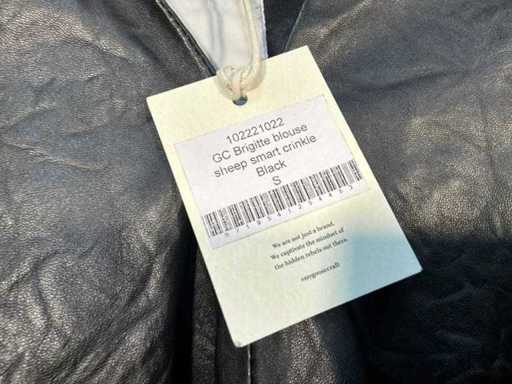 102221022
GC Brigitte blouse
sheep smart crinkle
Black
S
We are not just a brand,
We captivate the mindset of
the hidden rebels out there.